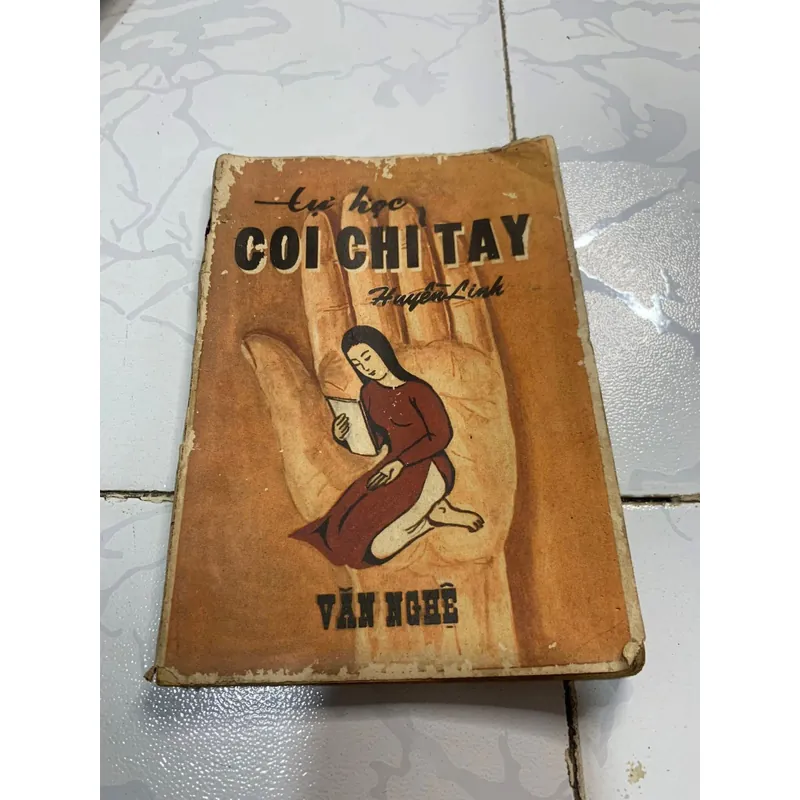 tự học
COI CHỈ TAY
Huyền Linh
VĂN NGHỆ